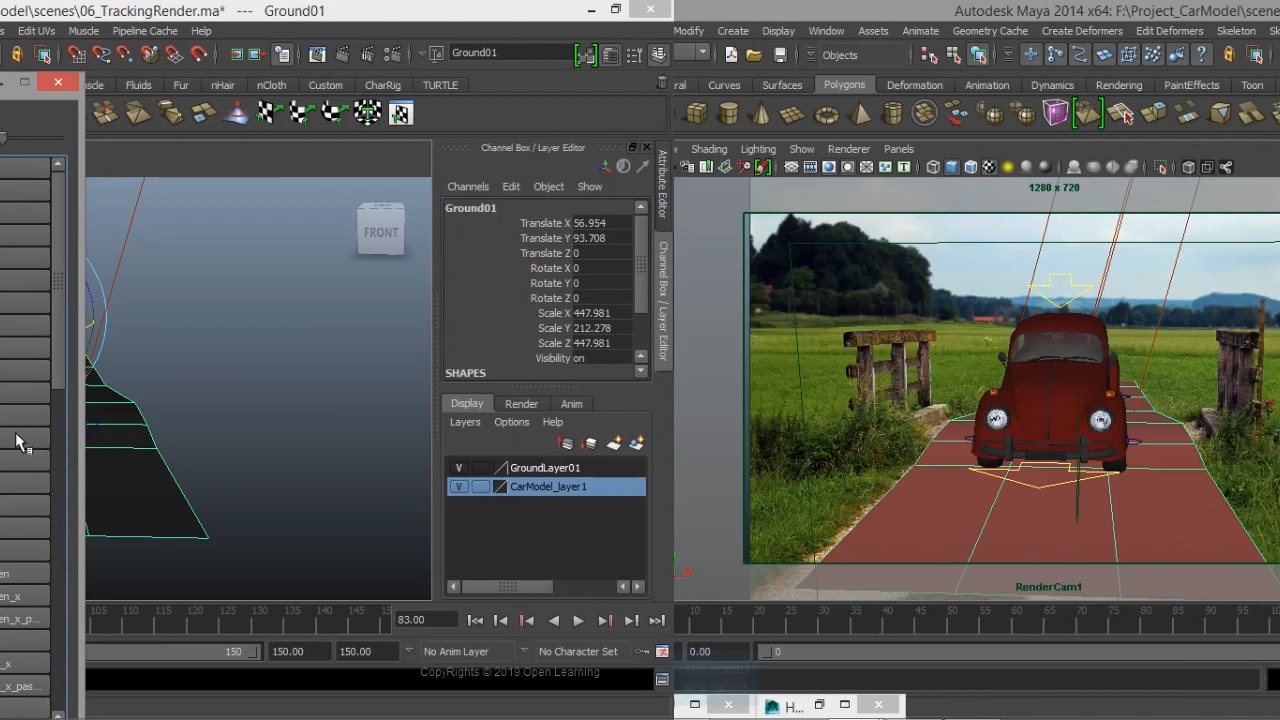 odel\scenes\06_TrackingRender.ma* --- Ground01
Autodesk Maya 2014 x64: F:\Project_CarModel\scene
Edit UVs Muscle Pipeline Cache Help
Modify Create Display Window Assets Animate Geometry Cache Create Deformers Edit Deformers Skeleton
Ground01
Objects
scle Fluids Fur nHair nCloth Custom CharRig TURTLE
ral Curves Surfaces Polygons Deformation Animation Dynamics Rendering PaintEffects Toon
Channel Box / Layer Editor
Shading Lighting Show Renderer Panels
Channels Edit Object Show
1280 x 720
Ground01
Translate X 56.954
Translate Y 93.708
Translate Z 0
Rotate X 0
Rotate Y 0
Rotate Z 0
Scale X 447.981
Scale Y 212.278
Scale Z 447.981
Visibility on
SHAPES
FRONT
Attribute Editor
Channel Box / Layer Editor
Display Render Anim
Layers Options Help
V GroundLayer01
V CarModel_layer1
en
en_x
en_x_p...
_x
_x_pas...
RenderCam1
105 110 115 120 125 130 135 140 145 15
83.00
10 15 20 25 30 35 40 45 50 55 60 65 70 75 80 85 90 95
150 150.00 150.00 No Anim Layer No Character Set
0.00 0
CopyRights © 2019 Open Learning
H...